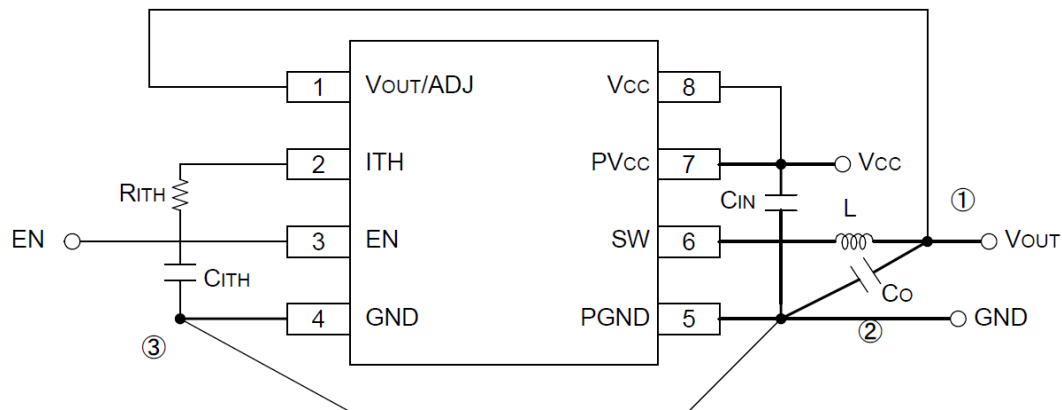 1 VOUT/ADJ VCC 8
2 ITH PVCC 7 VCC
RITH CIN L ①
EN 3 EN SW 6 VOUT
CITH CO
4 GND PGND 5 GND
③ ②